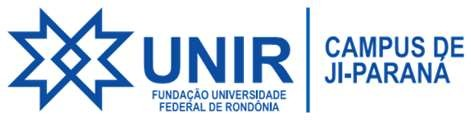 UNIR
FUNDAÇÃO UNIVERSIDADE
FEDERAL DE RONDÔNIA
CAMPUS DE
JI-PARANÁ